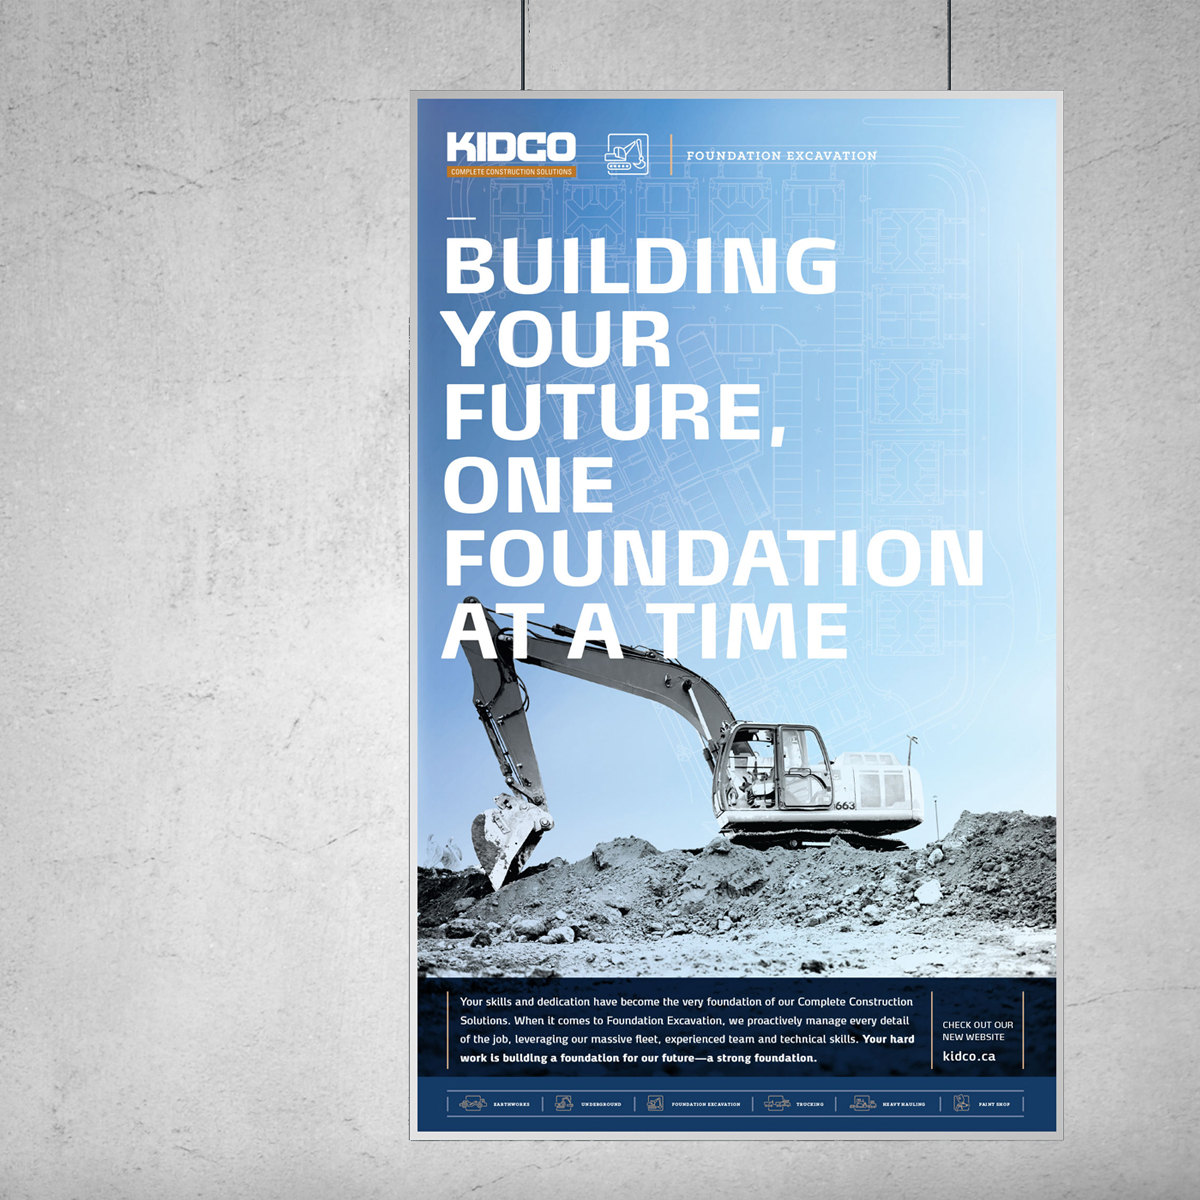 KIDCO
COMPLETE CONSTRUCTION SOLUTIONS
FOUNDATION EXCAVATION
BUILDING
YOUR
FUTURE,
ONE
FOUNDATION
AT A TIME
663
Your skills and dedication have become the very foundation of our Complete Construction
Solutions. When it comes to Foundation Excavation, we proactively manage every detail
of the job, leveraging our massive fleet, experienced team and technical skills. Your hard
work is building a foundation for our future—a strong foundation.
CHECK OUT OUR
NEW WEBSITE
kidco.ca
EARTHWORKS
UNDERGROUND
FOUNDATION EXCAVATION
TRUCKING
HEAVY HAULING
PAINT SHOP